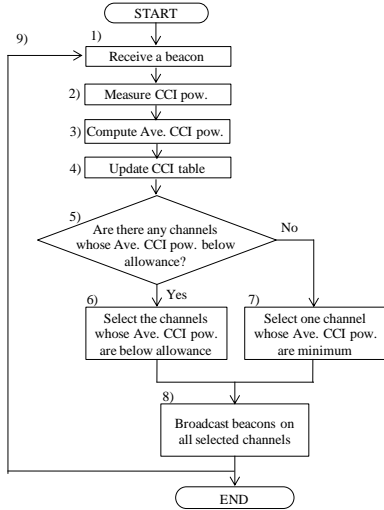 START
9)
1)
Receive a beacon
2)
Measure CCI pow.
3)
Compute Ave. CCI pow.
4)
Update CCI table
5)
Are there any channels
whose Ave. CCI pow. below
allowance?
No
Yes
6)
Select the channels
whose Ave. CCI pow.
are below allowance
7)
Select one channel
whose Ave. CCI pow.
are minimum
8)
Broadcast beacons on
all selected channels
END